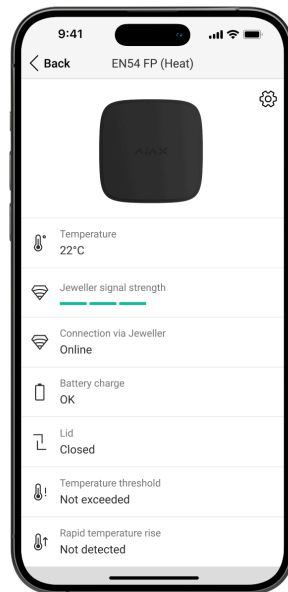 9:41
Back
EN54 FP (Heat)
AJAX
Temperature
22°C
Jeweller signal strength
Connection via Jeweller
Online
Battery charge
OK
Lid
Closed
Temperature threshold
Not exceeded
Rapid temperature rise
Not detected